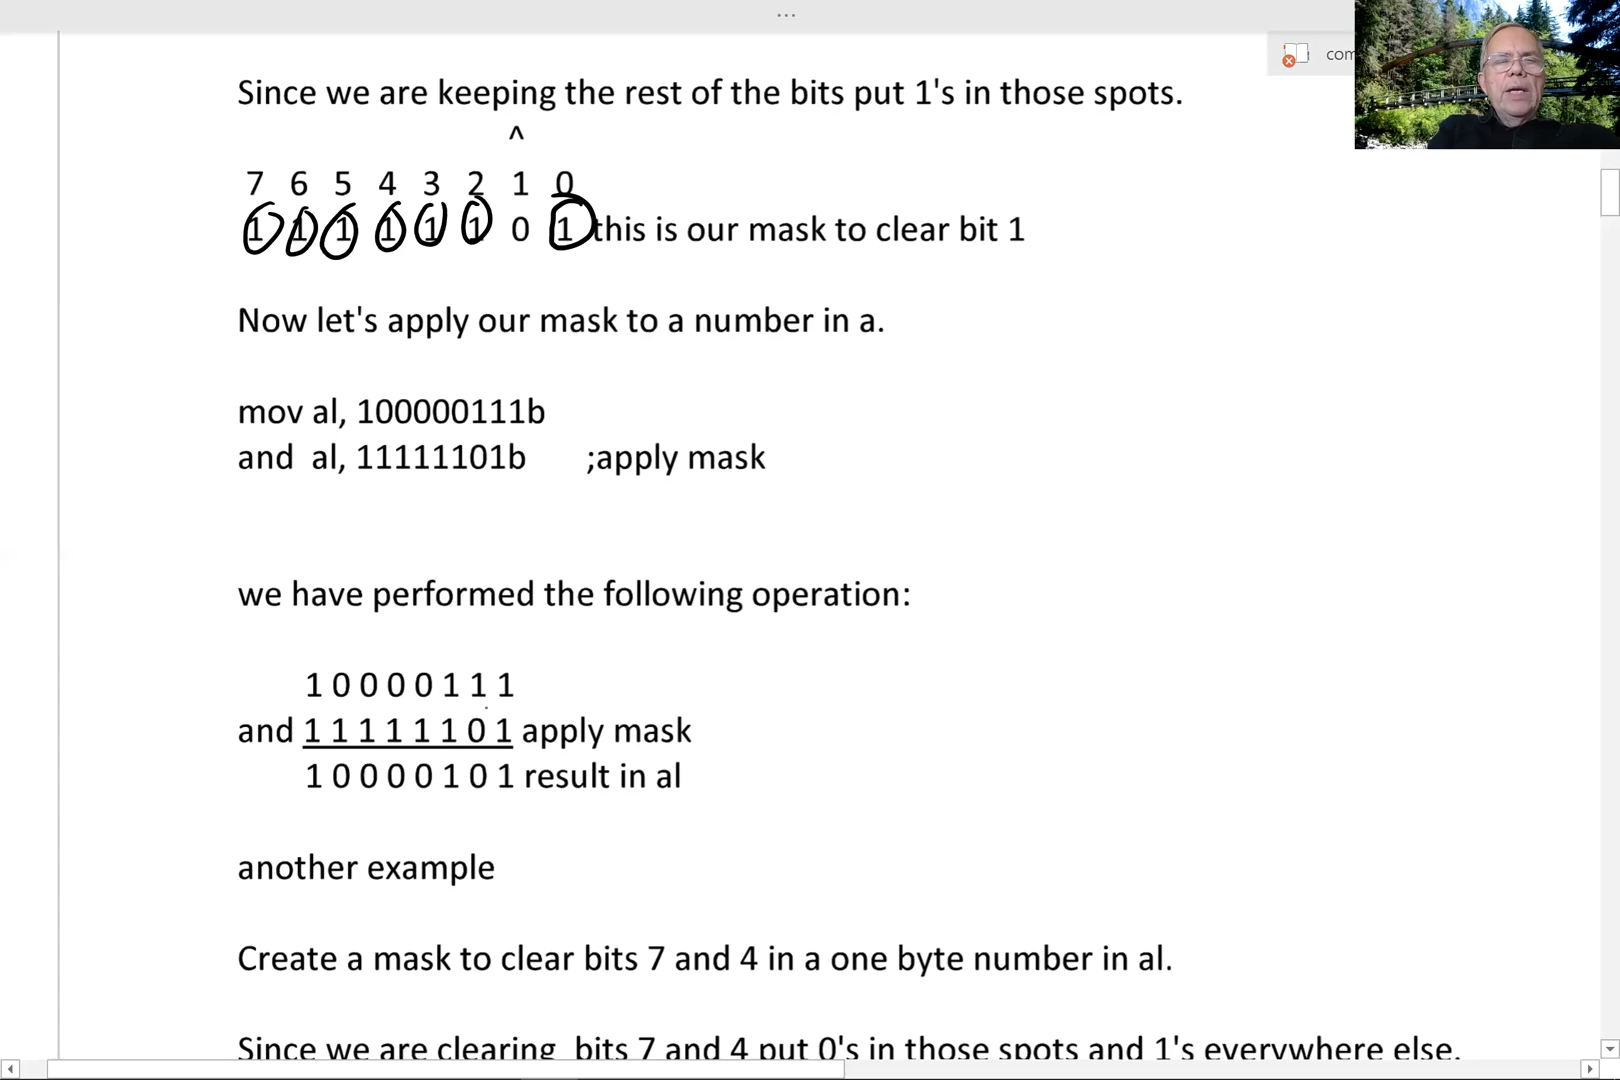 ...
Since we are keeping the rest of the bits put 1's in those spots.
com
^
7 6 5 4 3 2 1 0
1 1 1 1 1 1 0 1 this is our mask to clear bit 1
Now let's apply our mask to a number in a.
mov al, 100000111b
and al, 11111101b ;apply mask
we have performed the following operation:
1 0 0 0 0 1 1 1
and 1 1 1 1 1 1 0 1 apply mask
1 0 0 0 0 1 0 1 result in al
another example
Create a mask to clear bits 7 and 4 in a one byte number in al.
Since we are clearing bits 7 and 4 put 0's in those spots and 1's everywhere else.